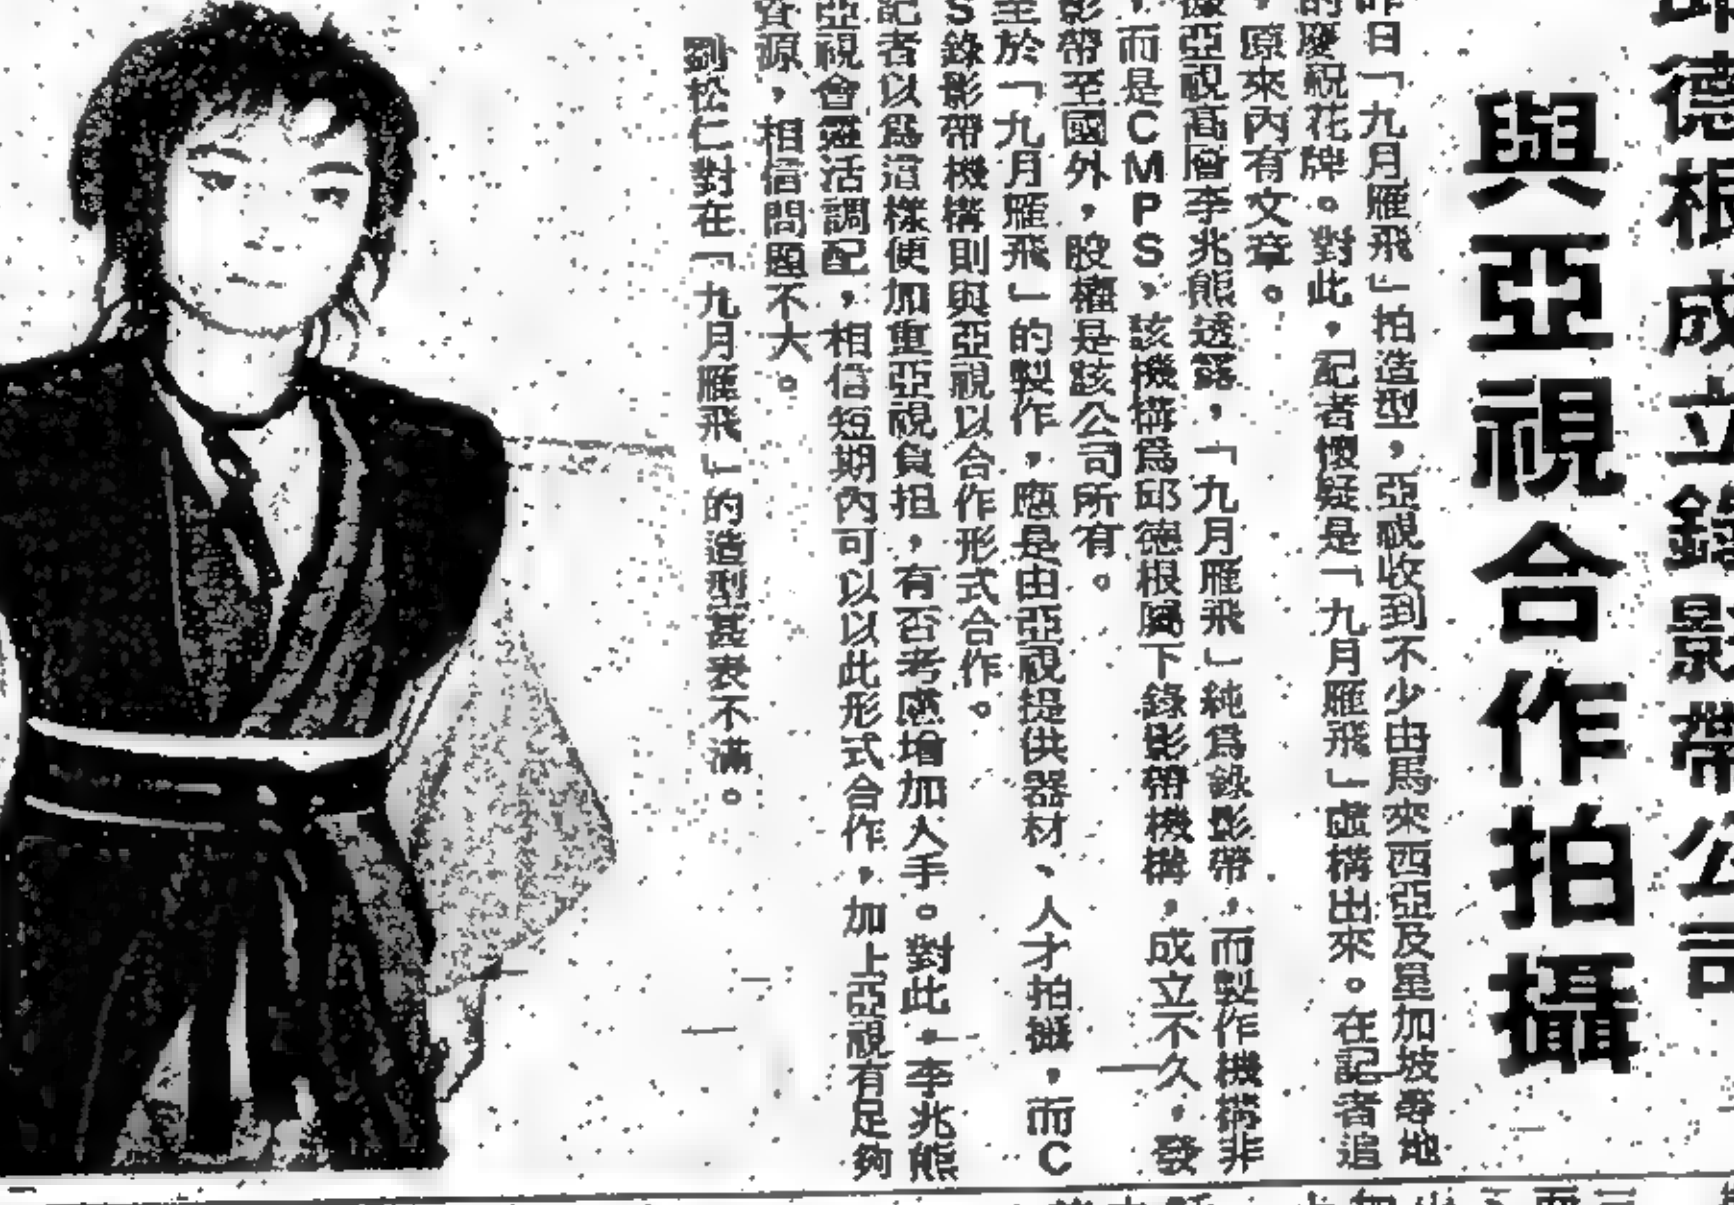 邱德根成立錄影帶公司
與亞視合作拍攝
昨日「九月雁飛」拍造型，亞視收到不少由馬來西亞及星加坡等地
的慶祝花牌。對此，記者懷疑是「九月雁飛」虛構出來。在記者追
，原來內有文章。
據亞視高層李兆熊透露，「九月雁飛」純爲錄影帶，而製作機構非
，而是CMPS，該機構爲邱德根屬下錄影帶機構，成立不久，發
影帶至國外，股權是該公司所有。
至於「九月雁飛」的製作，應是由亞視提供器材、人才拍攝，而C
S錄影帶機構則與亞視以合作形式合作。
記者以爲這樣便加重亞視負担，有否考慮增加人手。對此，李兆熊
亞視會靈活調配，相信短期內可以以此形式合作，加上亞視有足夠
資源，相信問題不大。
劉松仁對在「九月雁飛」的造型甚表不滿。